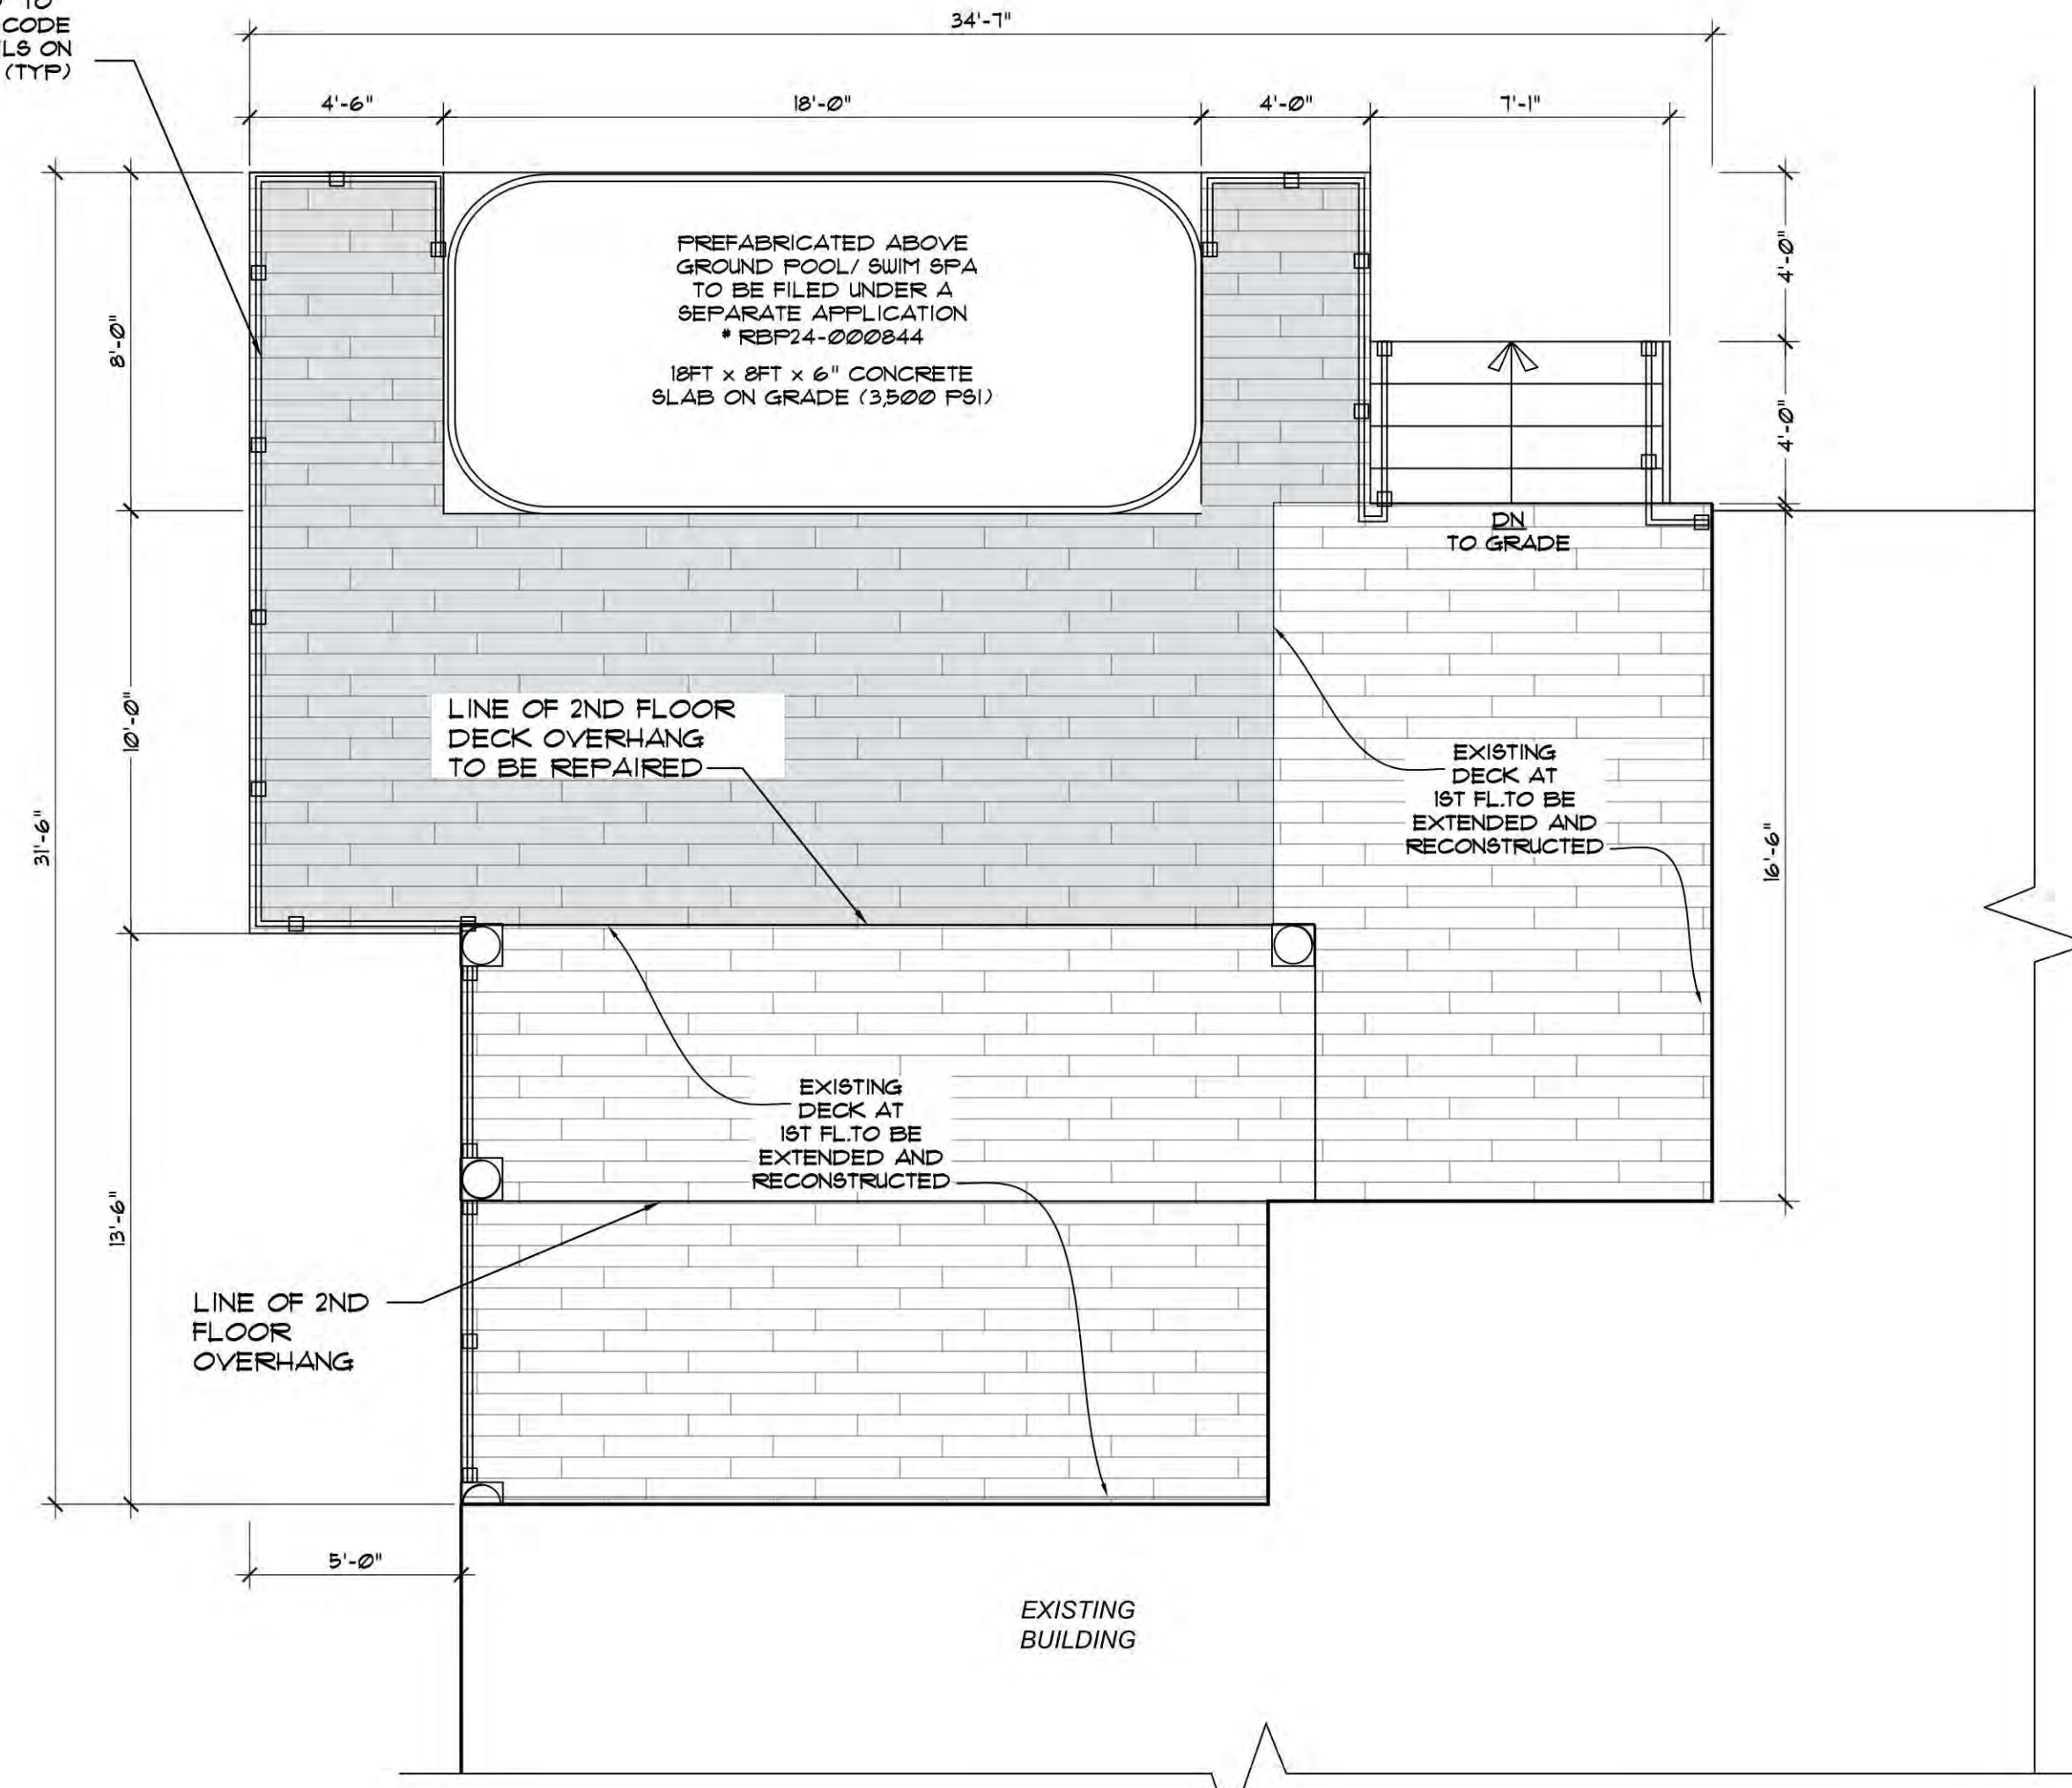 TO
CODE
LS ON
(TYP)
34'-7"
4'-6"
18'-0"
4'-0"
7'-1"
PREFABRICATED ABOVE
GROUND POOL/ SWIM SPA
TO BE FILED UNDER A
SEPARATE APPLICATION
# RBP24-000844
18FT x 8FT x 6" CONCRETE
SLAB ON GRADE (3,500 PSI)
8'-0"
4'-0"
4'-0"
DN
TO GRADE
10'-0"
LINE OF 2ND FLOOR
DECK OVERHANG
TO BE REPAIRED
EXISTING
DECK AT
1ST FL.TO BE
EXTENDED AND
RECONSTRUCTED
31'-6"
16'-6"
EXISTING
DECK AT
1ST FL.TO BE
EXTENDED AND
RECONSTRUCTED
13'-6"
LINE OF 2ND
FLOOR
OVERHANG
5'-0"
EXISTING
BUILDING